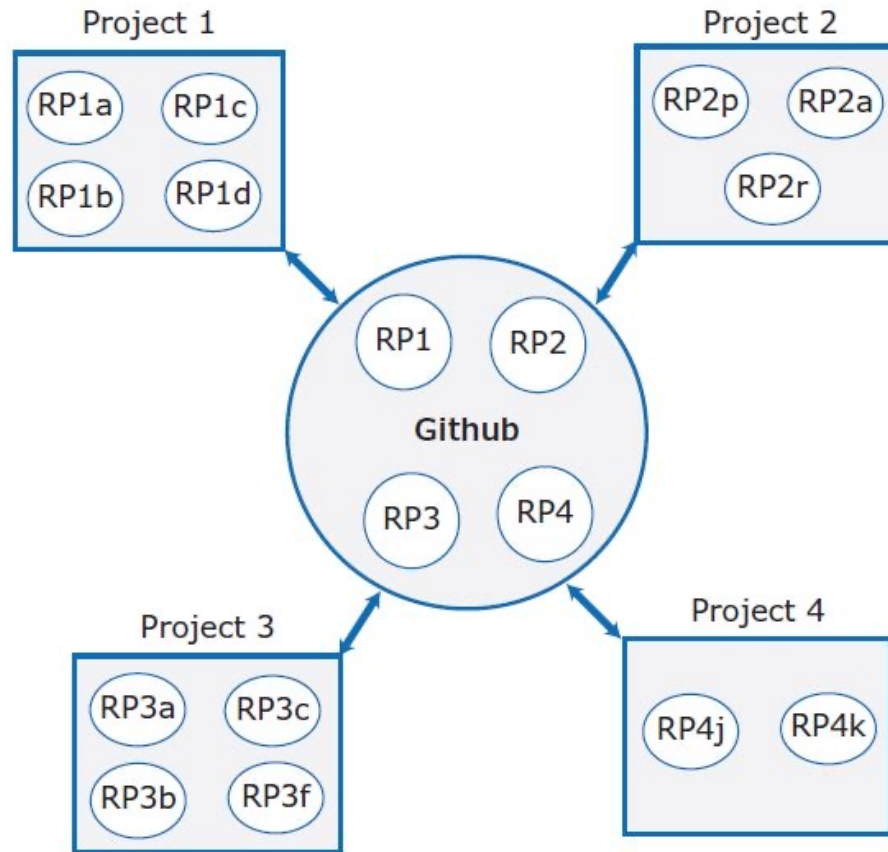 Project 1
RP1a
RP1c
RP1b
RP1d
Project 2
RP2p
RP2a
RP2r
RP1
RP2
Github
RP3
RP4
Project 3
RP3a
RP3c
RP3b
RP3f
Project 4
RP4j
RP4k